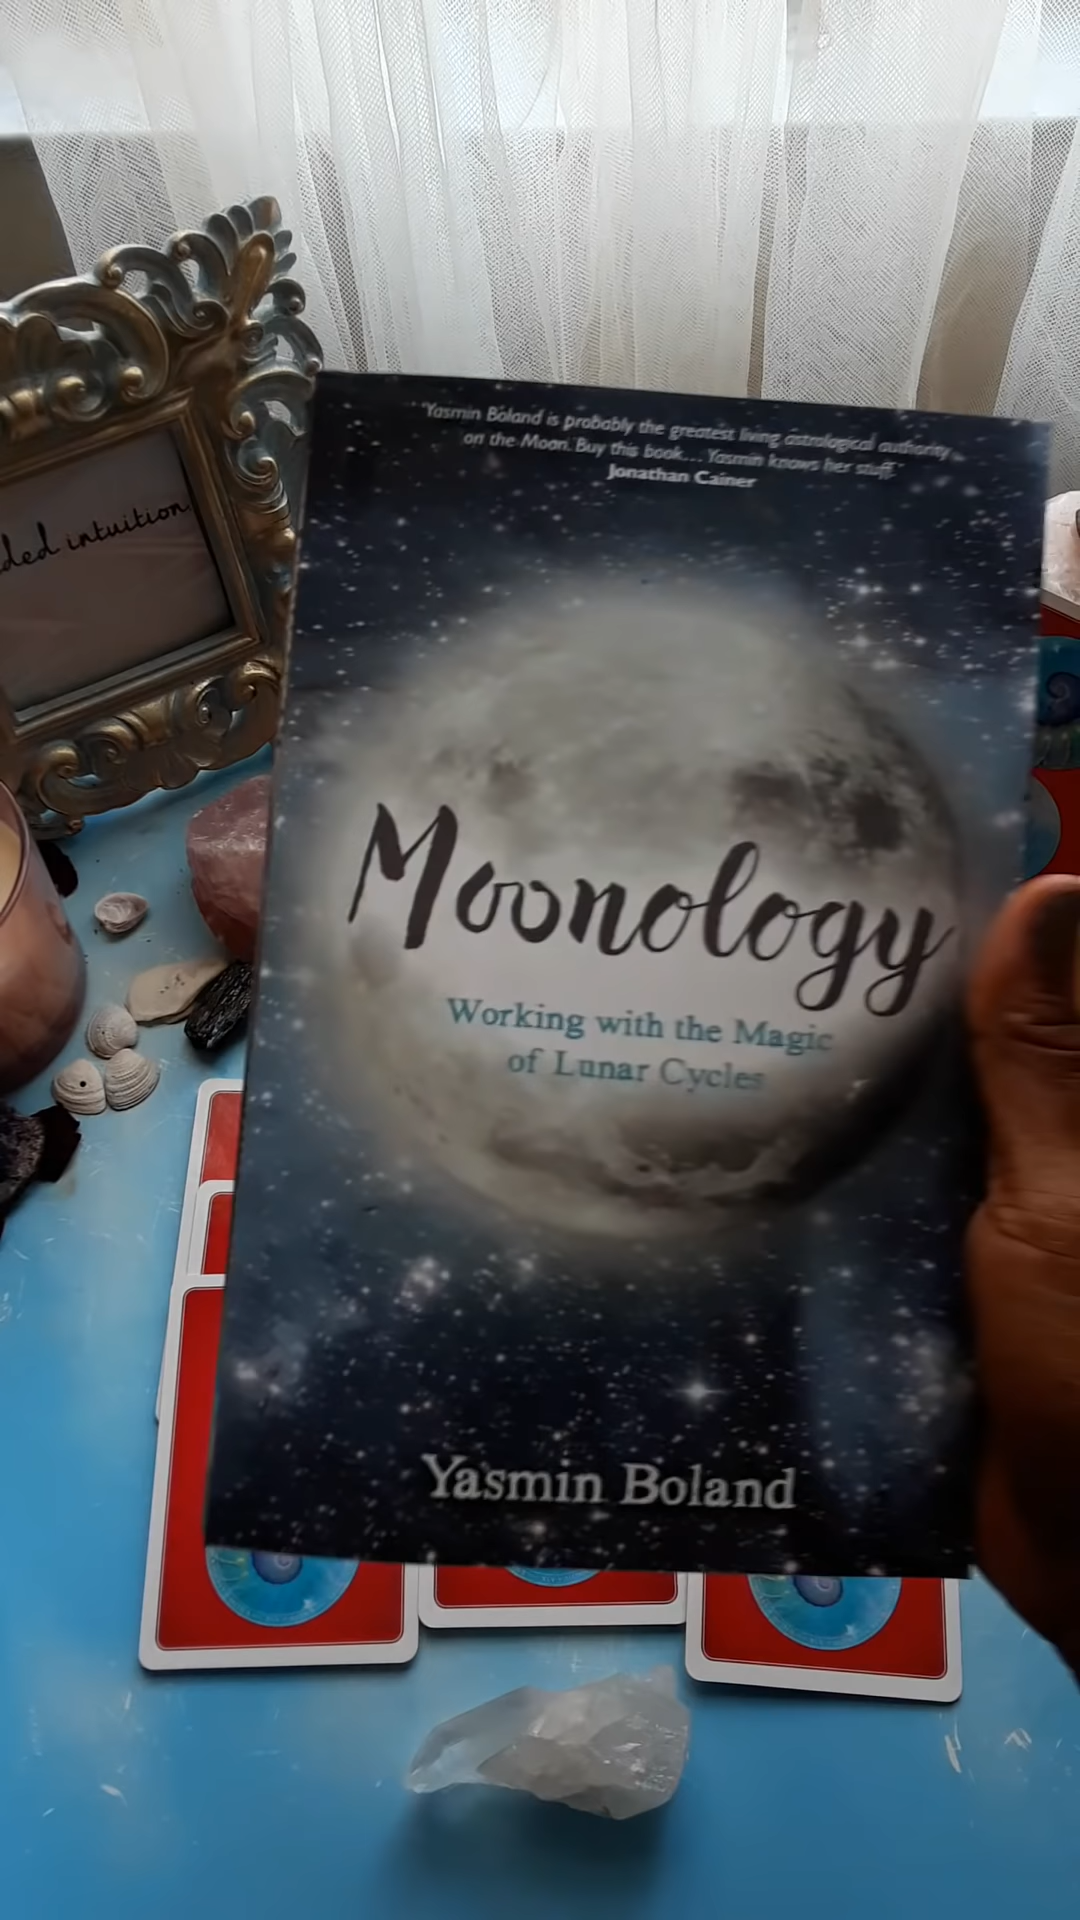 'Yasmin Boland is probably the greatest living astrological authority
on the Moon. Buy this book... Yasmin knows her stuff.'
Jonathan Cainer
intuition.
Moonology
Working with the Magic
of Lunar Cycles
Yasmin Boland